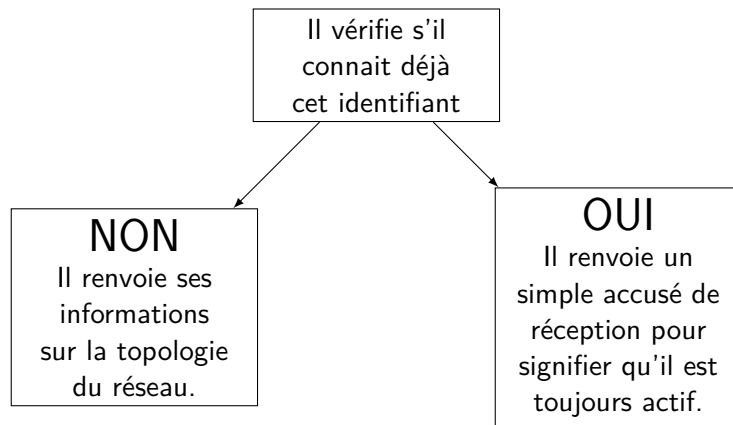 Il vérifie s'il
connait déjà
cet identifiant
NON
Il renvoie ses
informations
sur la topologie
du réseau.
OUI
Il renvoie un
simple accusé de
réception pour
signifier qu'il est
toujours actif.